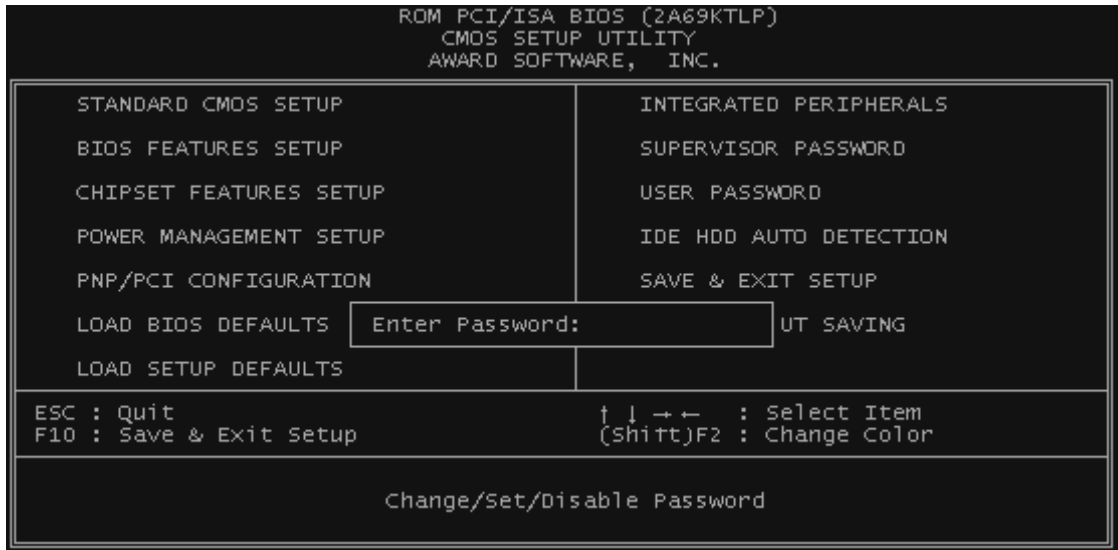 ROM PCI/ISA BIOS (2A69KTLP)
CMOS SETUP UTILITY
AWARD SOFTWARE, INC.
STANDARD CMOS SETUP
BIOS FEATURES SETUP
CHIPSET FEATURES SETUP
POWER MANAGEMENT SETUP
PNP/PCI CONFIGURATION
LOAD BIOS DEFAULTS
LOAD SETUP DEFAULTS
INTEGRATED PERIPHERALS
SUPERVISOR PASSWORD
USER PASSWORD
IDE HDD AUTO DETECTION
SAVE & EXIT SETUP
UT SAVING
Enter Password:
ESC : Quit
F10 : Save & Exit Setup
↑ ↓ → ← : Select Item
(Shift)F2 : Change Color
Change/Set/Disable Password